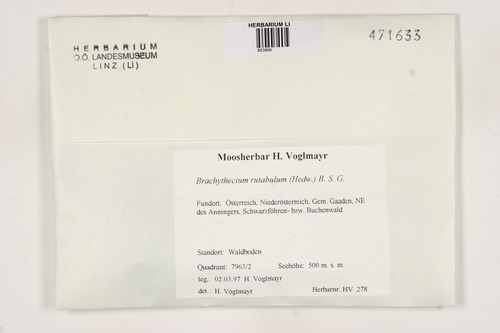 HERBARIUM LI
HERBARIUM
O.Ö. LANDESMUSEUM
LINZ (LI)
471633
Moosherbar H. Voglmayr
Brachythecium rutabulum (Hedw.) B. S. G.
Fundort: Österreich, Niederösterreich, Gem. Gaaden, NE
des Anningers, Schwarzföhren- bzw. Buchenwald
Standort: Waldboden
Quadrant: 7963/2 Seehöhe: 500 m. s. m.
leg.: 02.03.97 H. Voglmayr
det.: H. Voglmayr Herbarnr. HV 278